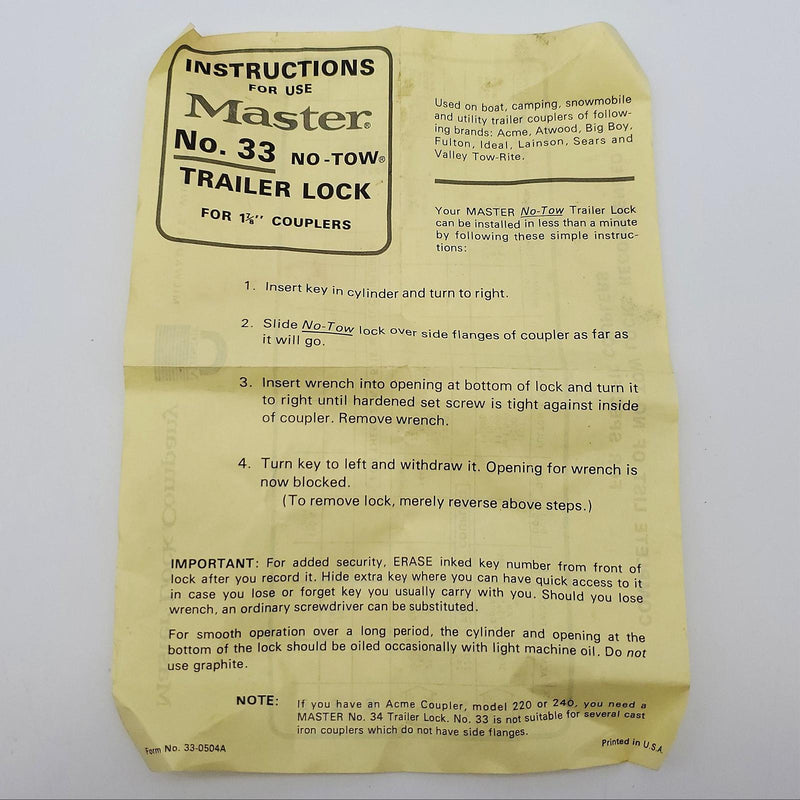 INSTRUCTIONS
FOR USE
Master®
No. 33 NO-TOW®
TRAILER LOCK
FOR 1⅞" COUPLERS
Used on boat, camping, snowmobile
and utility trailer couplers of follow-
ing brands: Acme, Atwood, Big Boy,
Fulton, Ideal, Lainson, Sears and
Valley Tow-Rite.
Your MASTER No-Tow Trailer Lock
can be installed in less than a minute
by following these simple instruc-
tions:
1. Insert key in cylinder and turn to right.
2. Slide No-Tow lock over side flanges of coupler as far as
it will go.
3. Insert wrench into opening at bottom of lock and turn it
to right until hardened set screw is tight against inside
of coupler. Remove wrench.
4. Turn key to left and withdraw it. Opening for wrench is
now blocked.
(To remove lock, merely reverse above steps.)
IMPORTANT: For added security, ERASE inked key number from front of
lock after you record it. Hide extra key where you can have quick access to it
in case you lose or forget key you usually carry with you. Should you lose
wrench, an ordinary screwdriver can be substituted.
For smooth operation over a long period, the cylinder and opening at the
bottom of the lock should be oiled occasionally with light machine oil. Do not
use graphite.
NOTE: If you have an Acme Coupler, model 220 or 240, you need a
MASTER No. 34 Trailer Lock. No. 33 is not suitable for several cast
iron couplers which do not have side flanges.
Form No. 33-0504A
Printed in U.S.A.